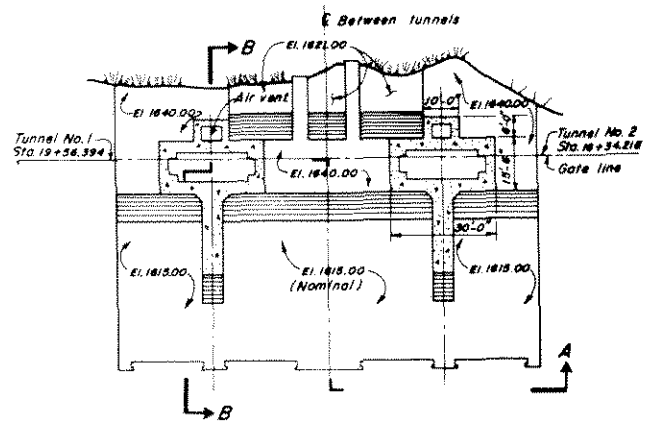 ℄ Between tunnels
B
El. 1621.00
El. 1640.00
Air vent
10'-0"
El. 1640.00
6'-0"
Tunnel No. 1
Sta. 19+56.394
Tunnel No. 2
Sta. 16+34.216
15'-6"
Gate line
El. 1640.00
30'-0"
El. 1615.00
El. 1615.00
(Nominal)
El. 1615.00
A
B